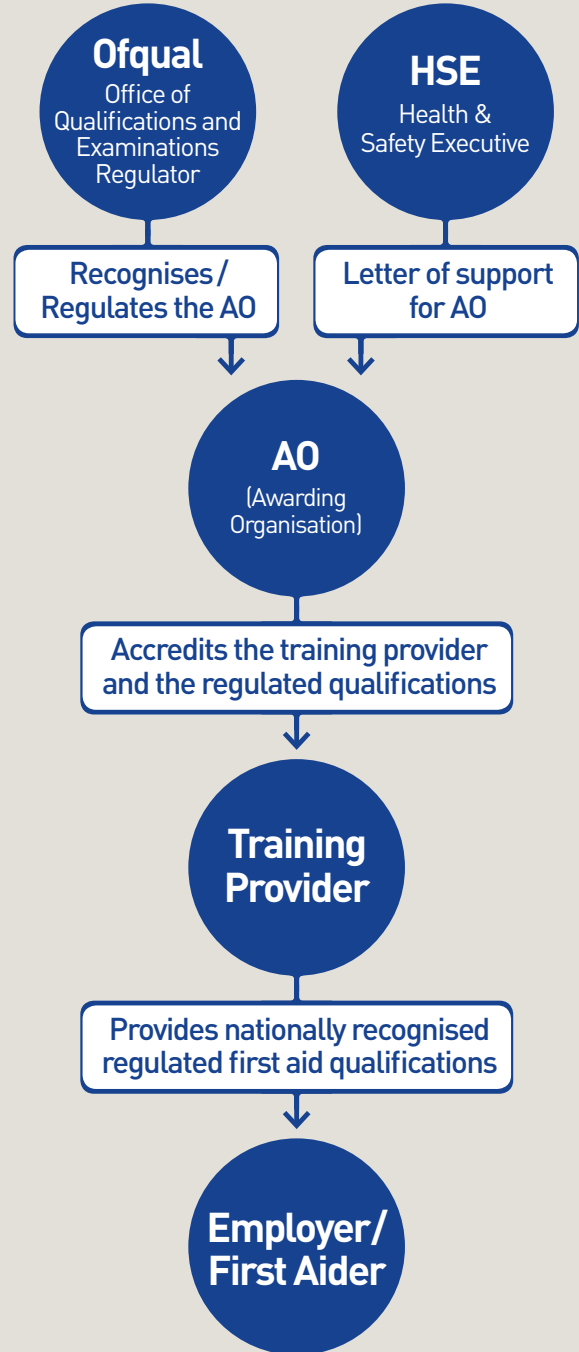 Ofqual
Office of
Qualifications and
Examinations
Regulator
HSE
Health &
Safety Executive
Recognises/
Regulates the AO
Letter of support
for AO
AO
(Awarding
Organisation)
Accredits the training provider
and the regulated qualifications
Training
Provider
Provides nationally recognised
regulated first aid qualifications
Employer/
First Aider